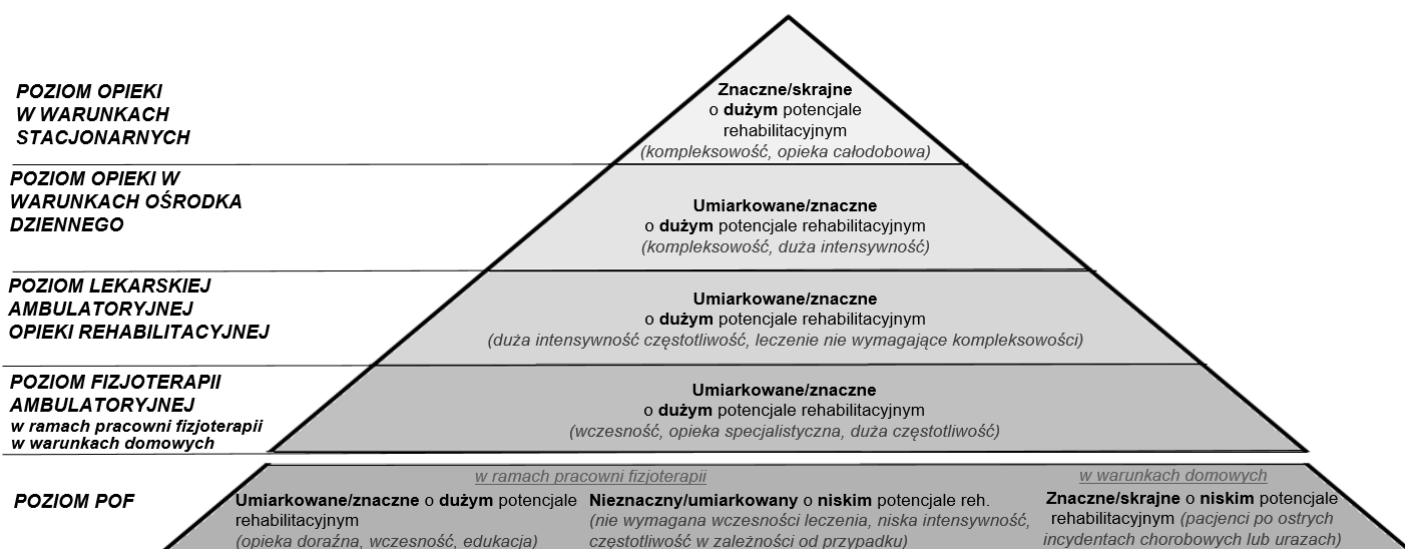 POZIOM OPIEKI
W WARUNKACH
STACJONARNYCH
Znaczne/skrajne
o dużym potencjale
rehabilitacyjnym
(kompleksowość, opieka całodobowa)
POZIOM OPIEKI W
WARUNKACH OŚRODKA
DZIENNEGO
Umiarkowane/znaczne
o dużym potencjale rehabilitacyjnym
(kompleksowość, duża intensywność)
POZIOM LEKARSKIEJ
AMBULATORYJNEJ
OPIEKI REHABILITACYJNEJ
Umiarkowane/znaczne
o dużym potencjale rehabilitacyjnym
(duża intensywność częstotliwość, leczenie nie wymagające kompleksowości)
POZIOM FIZJOTERAPII
AMBULATORYJNEJ
w ramach pracowni fizjoterapii
w warunkach domowych
Umiarkowane/znaczne
o dużym potencjale rehabilitacyjnym
(wczesność, opieka specjalistyczna, duża częstotliwość)
POZIOM POF
w ramach pracowni fizjoterapii
Umiarkowane/znaczne o dużym potencjale
rehabilitacyjnym
(opieka doraźna, wczesność, edukacja)
Nieznaczny/umiarkowany o niskim potencjale reh.
(nie wymagana wczesności leczenia, niska intensywność,
częstotliwość w zależności od przypadku)
w warunkach domowych
Znaczne/skrajne o niskim potencjale
rehabilitacyjnym (pacjenci po ostrych
incydentach chorobowych lub urazach)